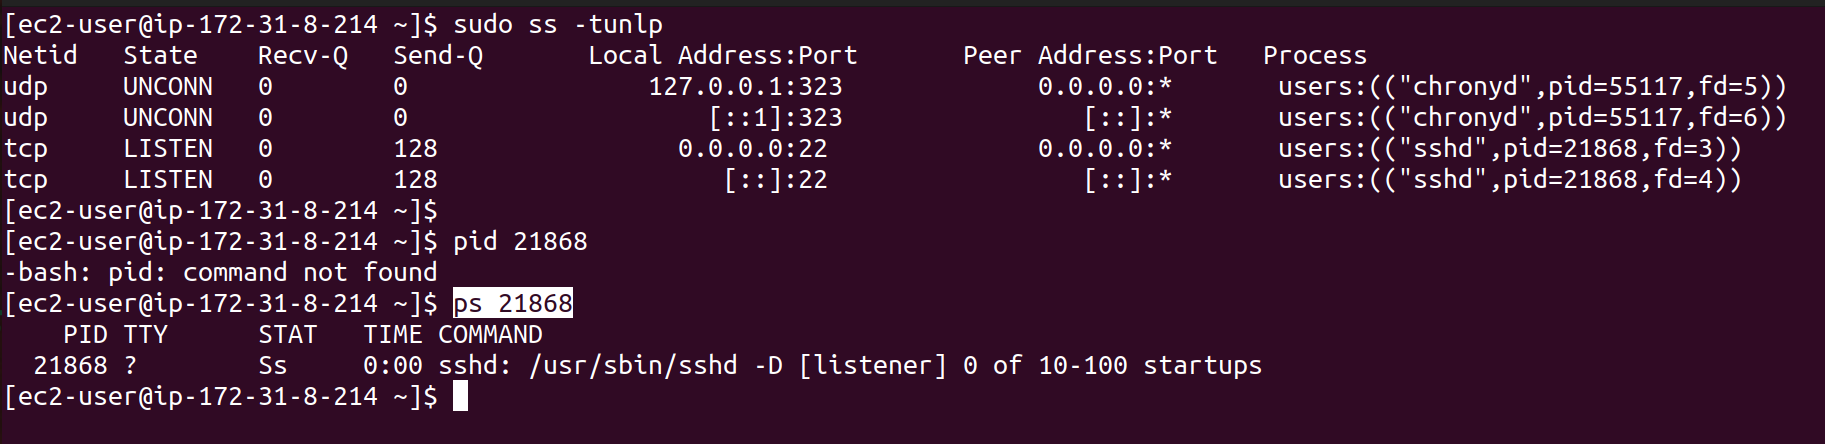 [ec2-user@ip-172-31-8-214 ~]$ sudo ss -tunlp
Netid State Recv-Q Send-Q Local Address:Port Peer Address:Port Process
udp UNCONN 0 0 127.0.0.1:323 0.0.0.0:* users:(("chronyd",pid=55117,fd=5))
udp UNCONN 0 0 [::1]:323 [::]:* users:(("chronyd",pid=55117,fd=6))
tcp LISTEN 0 128 0.0.0.0:22 0.0.0.0:* users:(("sshd",pid=21868,fd=3))
tcp LISTEN 0 128 [::]:22 [::]:* users:(("sshd",pid=21868,fd=4))
[ec2-user@ip-172-31-8-214 ~]$
[ec2-user@ip-172-31-8-214 ~]$ pid 21868
-bash: pid: command not found
[ec2-user@ip-172-31-8-214 ~]$ ps 21868
PID TTY STAT TIME COMMAND
21868 ? Ss 0:00 sshd: /usr/sbin/sshd -D [listener] 0 of 10-100 startups
[ec2-user@ip-172-31-8-214 ~]$